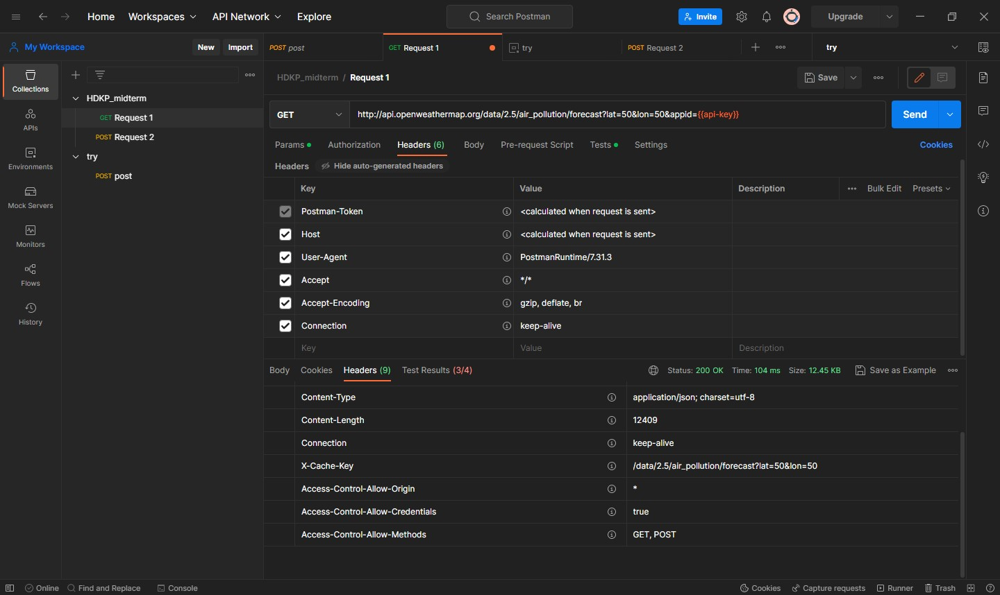 Home Workspaces API Network Explore Search Postman Invite Upgrade
My Workspace New Import POST post GET Request 1 try POST Request 2 try
Collections
APIs
Environments
Mock Servers
Monitors
Flows
History
HDKP_midterm
GET Request 1
POST Request 2
try
POST post
HDKP_midterm / Request 1 Save
GET http://api.openweathermap.org/data/2.5/air_pollution/forecast?lat=50&lon=50&appid={{api-key}} Send
Params Authorization Headers (6) Body Pre-request Script Tests Settings Cookies
Headers Hide auto-generated headers
Key Value Description Bulk Edit Presets
Postman-Token <calculated when request is sent>
Host <calculated when request is sent>
User-Agent PostmanRuntime/7.31.3
Accept */*
Accept-Encoding gzip, deflate, br
Connection keep-alive
Key Value Description
Body Cookies Headers (9) Test Results (3/4) Status: 200 OK Time: 104 ms Size: 12.45 KB Save as Example
Content-Type application/json; charset=utf-8
Content-Length 12409
Connection keep-alive
X-Cache-Key /data/2.5/air_pollution/forecast?lat=50&lon=50
Access-Control-Allow-Origin *
Access-Control-Allow-Credentials true
Access-Control-Allow-Methods GET, POST
Online Find and Replace Console Cookies Capture requests Runner Trash